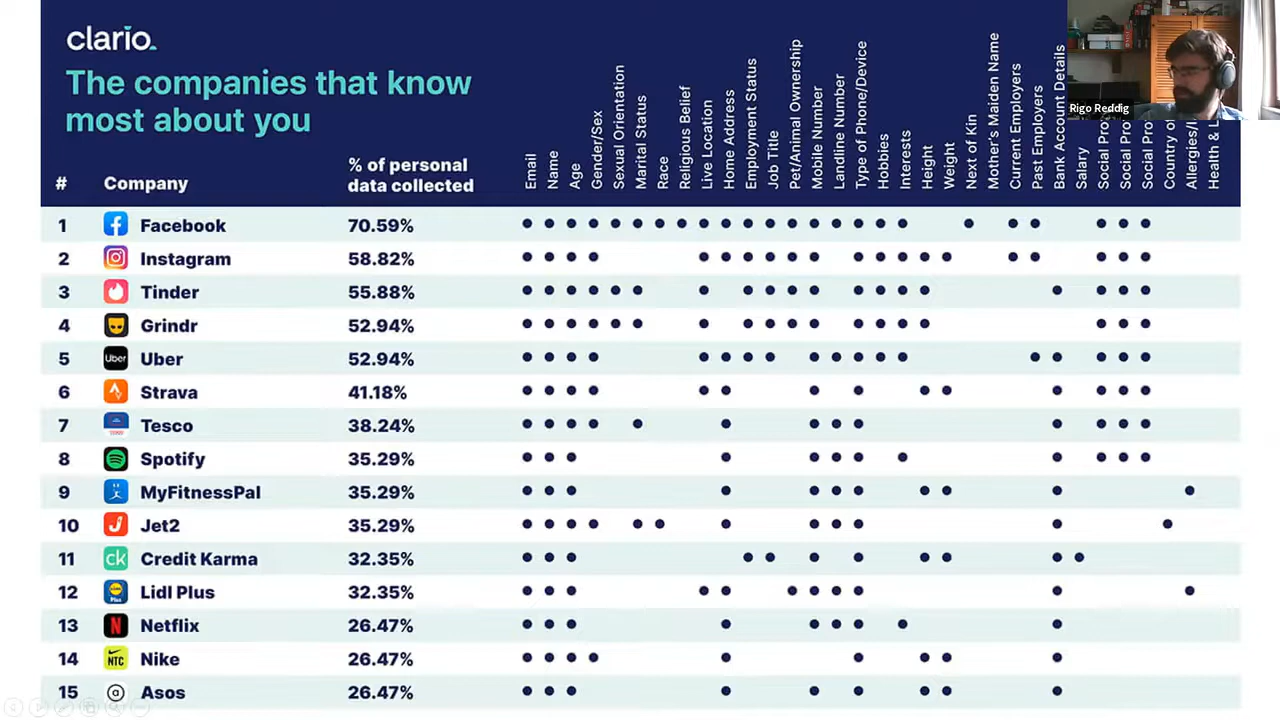 clario.
The companies that know
most about you
#
Company
% of personal
data collected
Email
Name
Age
Gender/Sex
Sexual Orientation
Marital Status
Race
Religious Belief
Live Location
Home Address
Employment Status
Job Title
Pet/Animal Ownership
Mobile Number
Landline Number
Type of Phone/Device
Hobbies
Interests
Height
Weight
Next of Kin
Mother's Maiden Name
Current Employers
Past Employers
Bank Account Details
Salary
Social
Social
Social
Country
Health &
Rigo Reddig
1 Facebook 70.59%
2 Instagram 58.82%
3 Tinder 55.88%
4 Grindr 52.94%
5 Uber Uber 52.94%
6 Strava 41.18%
7 Tesco 38.24%
8 Spotify 35.29%
9 MyFitnessPal 35.29%
10 Jet2 35.29%
11 ck Credit Karma 32.35%
12 Lidl Plus 32.35%
13 N Netflix 26.47%
14 NTC Nike 26.47%
15 a Asos 26.47%